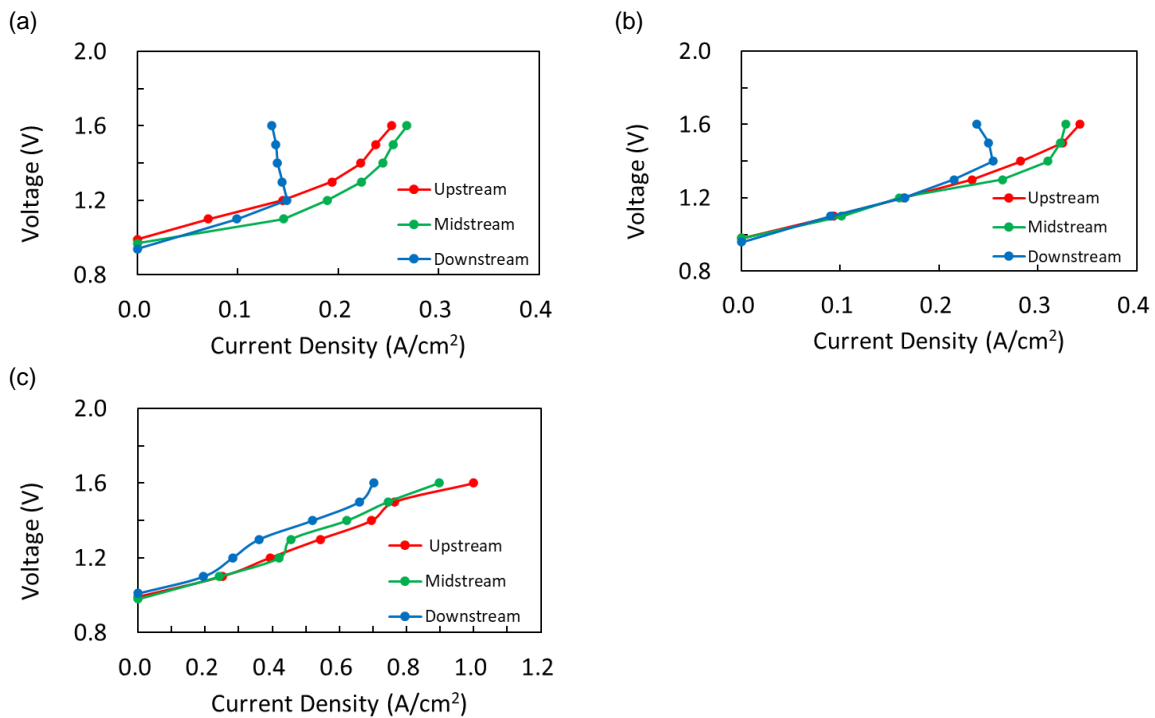 (a)
2.0
1.6
1.2
0.8
Voltage (V)
0.0 0.1 0.2 0.3 0.4
Current Density (A/cm²)
Upstream
Midstream
Downstream
(b)
2.0
1.6
1.2
0.8
Voltage (V)
0.0 0.1 0.2 0.3 0.4
Current Density (A/cm²)
Upstream
Midstream
Downstream
(c)
2.0
1.6
1.2
0.8
Voltage (V)
0.0 0.2 0.4 0.6 0.8 1.0 1.2
Current Density (A/cm²)
Upstream
Midstream
Downstream